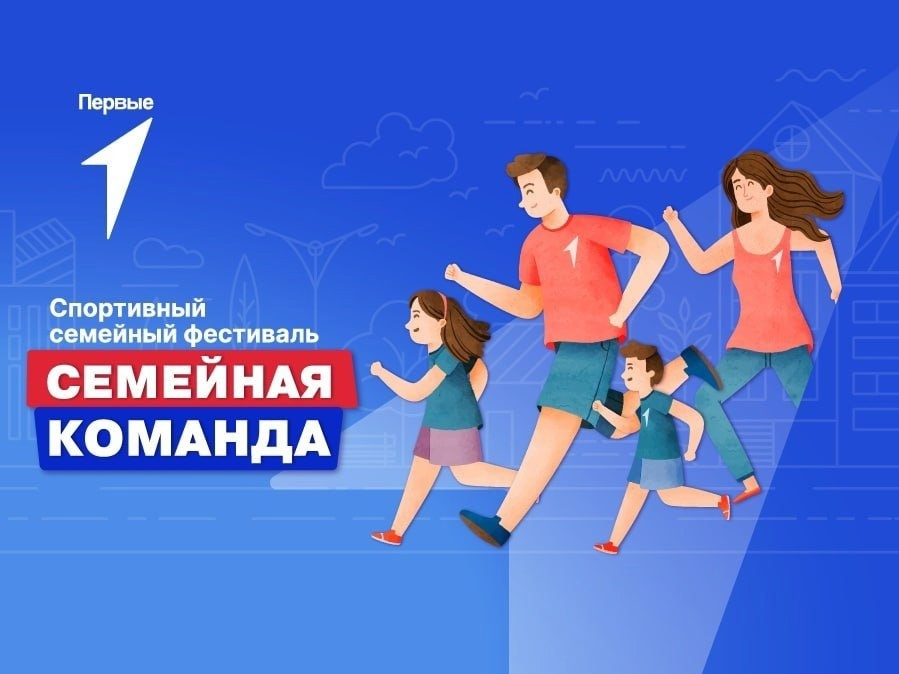 Первые
Спортивный
семейный фестиваль
СЕМЕЙНАЯ
КОМАНДА